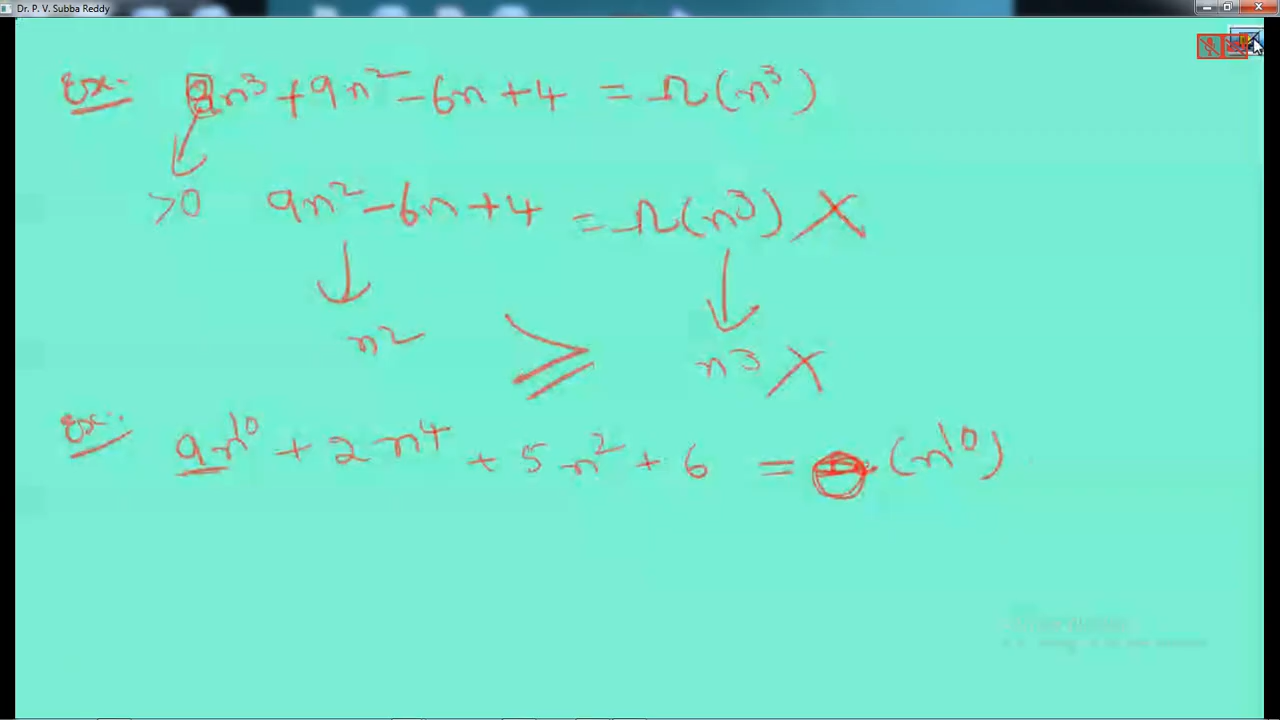 Dr. P. V. Subba Reddy
Ex:- 2n³ + 9n² - 6n + 4 = Ω(n³)
>0 9n² - 6n + 4 = Ω(n³) X
n² ≥ n³ X
Ex:- 9n¹⁰ + 2n⁴ + 5n² + 6 = Θ(n¹⁰)